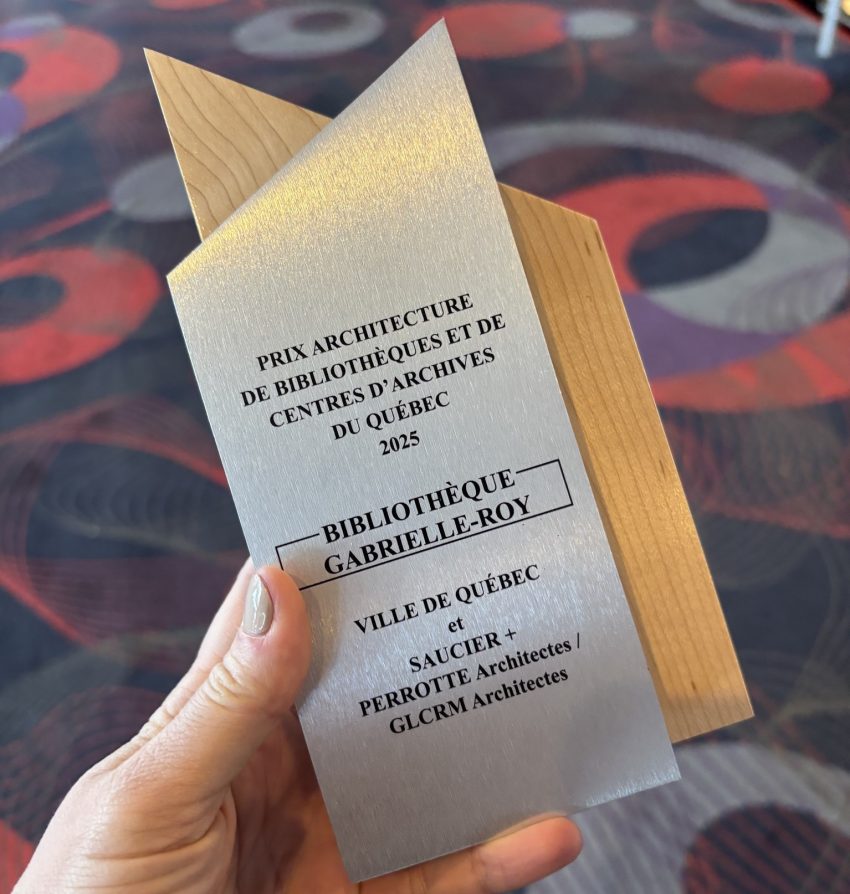 PRIX ARCHITECTURE
DE BIBLIOTHÈQUES ET DE
CENTRES D'ARCHIVES
DU QUÉBEC
2025
BIBLIOTHÈQUE
GABRIELLE-ROY
VILLE DE QUÉBEC
et
SAUCIER +
PERROTTE Architectes /
GLCRM Architectes